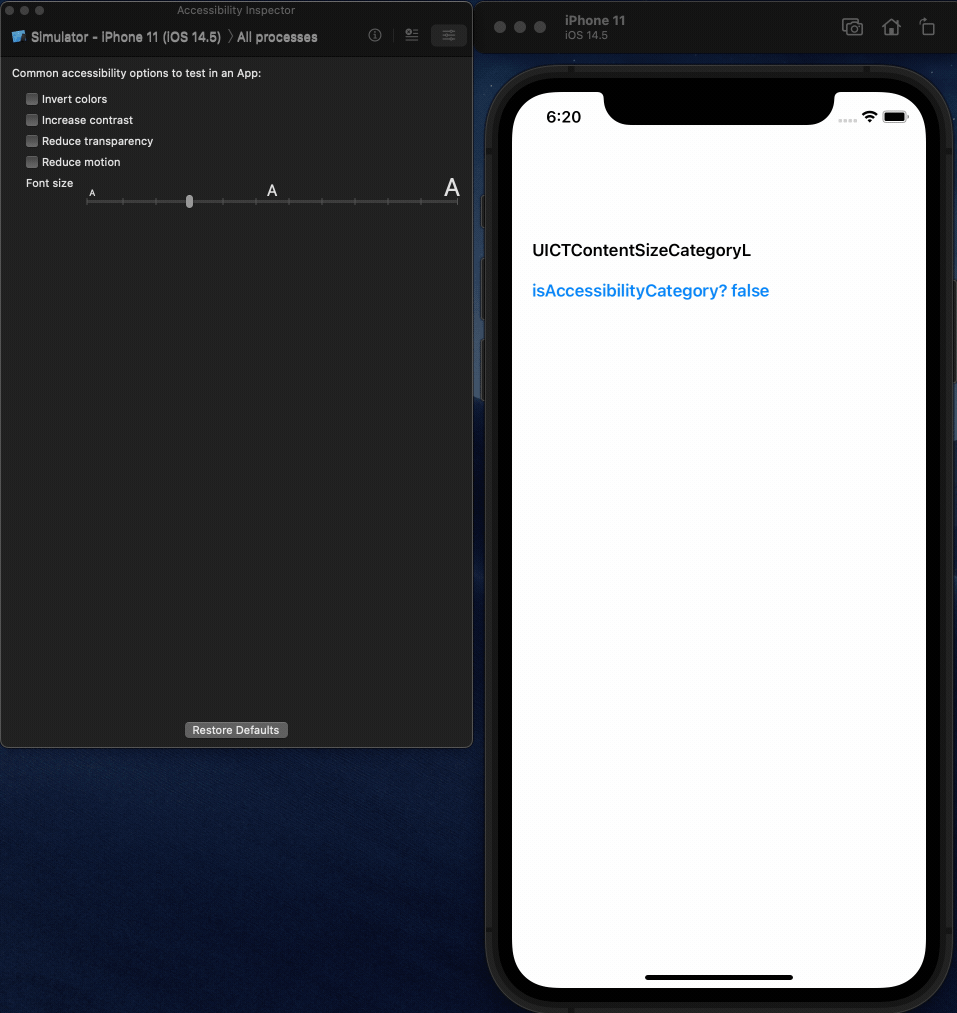 Accessibility Inspector
Simulator - iPhone 11 (iOS 14.5) 〉All processes
Common accessibility options to test in an App:
Invert colors
Increase contrast
Reduce transparency
Reduce motion
Font size
A A A
Restore Defaults
iPhone 11
iOS 14.5
6:20
UICTContentSizeCategoryL
isAccessibilityCategory? false